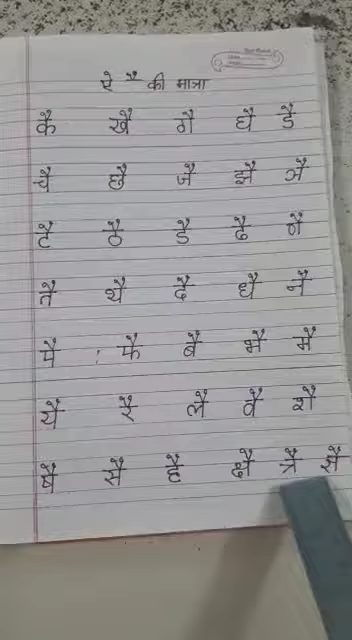 ऐ ै की मात्रा
कै खै गै घै ङै
चै छै जै झै ञै
टै ठै डै ढै णै
तै थै दै धै नै
पै फै बै भै मै
यै रै लै वै शै
षै सै है क्षै त्रै ज्ञै